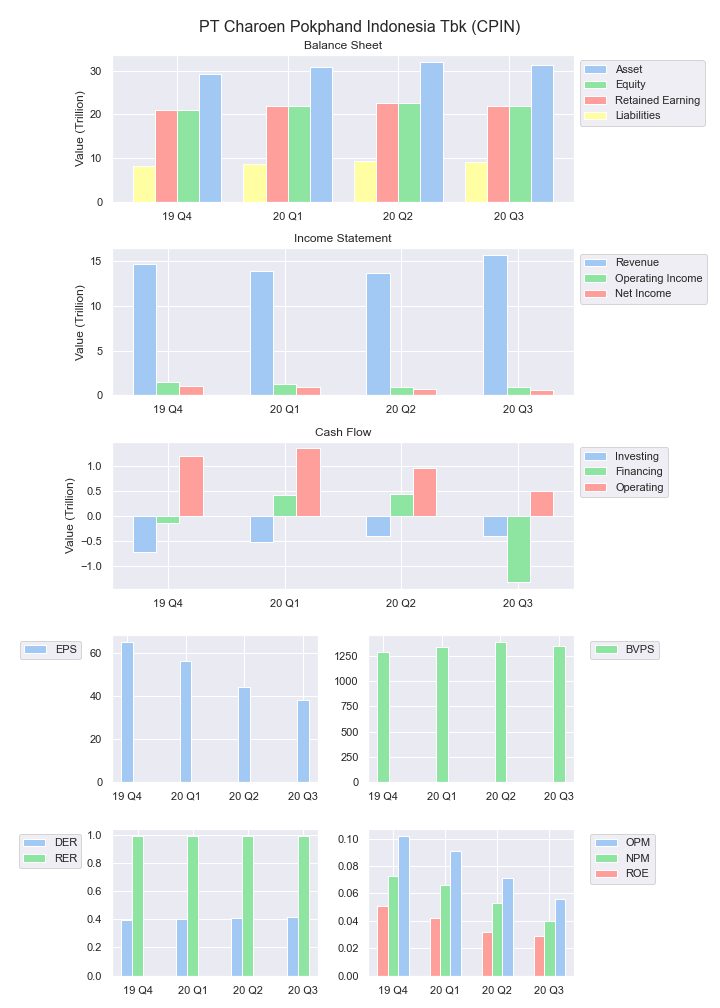 PT Charoen Pokphand Indonesia Tbk (CPIN)
Balance Sheet
Value (Trillion)
30
20
10
0
19 Q4 20 Q1 20 Q2 20 Q3
Asset
Equity
Retained Earning
Liabilities
Income Statement
Value (Trillion)
15
10
5
0
19 Q4 20 Q1 20 Q2 20 Q3
Revenue
Operating Income
Net Income
Cash Flow
Value (Trillion)
1.0
0.5
0.0
−0.5
−1.0
19 Q4 20 Q1 20 Q2 20 Q3
Investing
Financing
Operating
EPS
60
40
20
0
19 Q4 20 Q1 20 Q2 20 Q3
1250
1000
750
500
250
0
19 Q4 20 Q1 20 Q2 20 Q3
BVPS
DER
RER
1.0
0.8
0.6
0.4
0.2
0.0
19 Q4 20 Q1 20 Q2 20 Q3
0.10
0.08
0.06
0.04
0.02
0.00
19 Q4 20 Q1 20 Q2 20 Q3
OPM
NPM
ROE